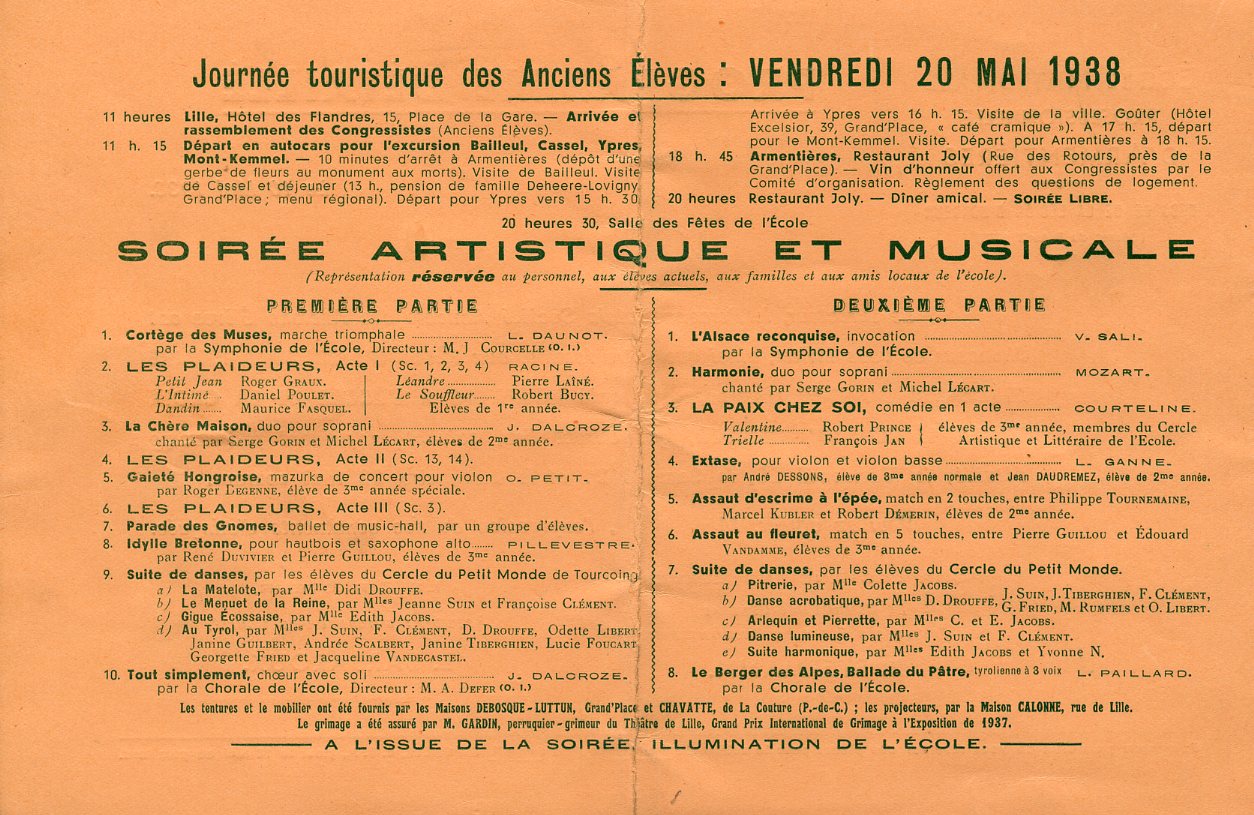 Journée touristique des Anciens Élèves : VENDREDI 20 MAI 1938
11 heures Lille, Hôtel des Flandres, 15, Place de la Gare. — Arrivée et
rassemblement des Congressistes (Anciens Élèves).
11 h. 15 Départ en autocars pour l'excursion Bailleul, Cassel, Ypres,
Mont-Kemmel. — 10 minutes d'arrêt à Armentières (dépôt d'une
gerbe de fleurs au monument aux morts). Visite de Bailleul. Visite
de Cassel et déjeuner (13 h., pension de famille Deheere-Lovigny
Grand'Place ; menu régional). Départ pour Ypres vers 15 h. 30
Arrivée à Ypres vers 16 h. 15. Visite de la ville. Goûter (Hôtel
Excelsior, 39, Grand'Place, « café cramique »). A 17 h. 15, départ
pour le Mont-Kemmel. Visite. Départ pour Armentières à 18 h. 15.
18 h. 45 Armentières, Restaurant Joly (Rue des Rotours, près de la
Grand'Place). — Vin d'honneur offert aux Congressistes par le
Comité d'organisation. Règlement des questions de logement.
20 heures Restaurant Joly. — Dîner amical. — SOIRÉE LIBRE.
20 heures 30, Salle des Fêtes de l'École
SOIRÉE ARTISTIQUE ET MUSICALE
(Représentation réservée au personnel, aux élèves actuels, aux familles et aux amis locaux de l'école).
PREMIÈRE PARTIE
1. Cortège des Muses, marche triomphale .......... L. DAUNOT.
par la Symphonie de l'École, Directeur : M. J COURCELLE (O. I.)
2. LES PLAIDEURS, Acte I (Sc. 1, 2, 3, 4) RACINE.
Petit Jean Roger GRAUX. Léandre .......... Pierre LAÎNÉ.
L'Intimé ... Daniel POULET. Le Souffleur ........ Robert BUCY.
Dandin ...... Maurice FASQUEL. Elèves de 1re année.
3. La Chère Maison, duo pour soprani .......... J. DALCROZE.
chanté par Serge GORIN et Michel LÉCART, élèves de 2me année.
4. LES PLAIDEURS, Acte II (Sc. 13, 14).
5. Gaieté Hongroise, mazurka de concert pour violon O. PETIT.
par Roger DEGENNE, élève de 3me année spéciale.
6. LES PLAIDEURS, Acte III (Sc. 3).
7. Parade des Gnomes, ballet de music-hall, par un groupe d'élèves.
8. Idylle Bretonne, pour hautbois et saxophone alto ...... PILLEVESTRE.
par René DUVIVIER et Pierre GUILLOU, élèves de 3me année.
9. Suite de danses, par les élèves du Cercle du Petit Monde de Tourcoing
a) La Matelote, par Mlle Didi DROUFFE.
b) Le Menuet de la Reine, par Mlles Jeanne SUIN et Françoise CLÉMENT.
c) Gigue Écossaise, par Mlle Edith JACOBS.
d) Au Tyrol, par Mlles J. SUIN, F. CLÉMENT, D. DROUFFE, Odette LIBERT
Janine GUILBERT, Andrée SCALBERT, Janine TIBERGHIEN, Lucie FOUCART
Georgette FRIED et Jacqueline VANDECASTEL.
10. Tout simplement, chœur avec soli .......... J. DALCROZE.
par la Chorale de l'École, Directeur : M. A. DEFER (O. I.)
DEUXIÈME PARTIE
1. L'Alsace reconquise, invocation .......... V. SALI.
par la Symphonie de l'École.
2. Harmonie, duo pour soprani .......... MOZART.
chanté par Serge GORIN et Michel LÉCART.
3. LA PAIX CHEZ SOI, comédie en 1 acte .......... COURTELINE.
Valentine ........ Robert PRINCE élèves de 3me année, membres du Cercle
Trielle ........ François JAN Artistique et Littéraire de l'Ecole.
4. Extase, pour violon et violon basse .......... L. GANNE.
par André DESSONS, élève de 3me année normale et Jean DAUDREMEZ, élève de 2me année.
5. Assaut d'escrime à l'épée, match en 2 touches, entre Philippe TOURNEMAINE,
Marcel KUBLER et Robert DÉMERIN, élèves de 2me année.
6. Assaut au fleuret, match en 5 touches, entre Pierre GUILLOU et Édouard
VANDAMME, élèves de 3me année.
7. Suite de danses, par les élèves du Cercle du Petit Monde.
a) Pitrerie, par Mlle Colette JACOBS.
b) Danse acrobatique, par Mlles D. DROUFFE, J. SUIN, J. TIBERGHIEN, F. CLÉMENT,
G. FRIED, M. RUMFELS et O. LIBERT.
c) Arlequin et Pierrette, par Mlles C. et E. JACOBS.
d) Danse lumineuse, par Mlles J. SUIN et F. CLÉMENT.
e) Suite harmonique, par Mlles Edith JACOBS et Yvonne N.
8. Le Berger des Alpes, Ballade du Pâtre, tyrolienne à 3 voix L. PAILLARD.
par la Chorale de l'École.
Les tentures et le mobilier ont été fournis par les Maisons DEBOSQUE-LUTTUN, Grand'Place et CHAVATTE, de La Couture (P.-de-C.) ; les projecteurs, par la Maison CALONNE, rue de Lille.
Le grimage a été assuré par M. GARDIN, perruquier-grimeur du Théâtre de Lille, Grand Prix International de Grimage à l'Exposition de 1937.
A L'ISSUE DE LA SOIRÉE, ILLUMINATION DE L'ÉCOLE.